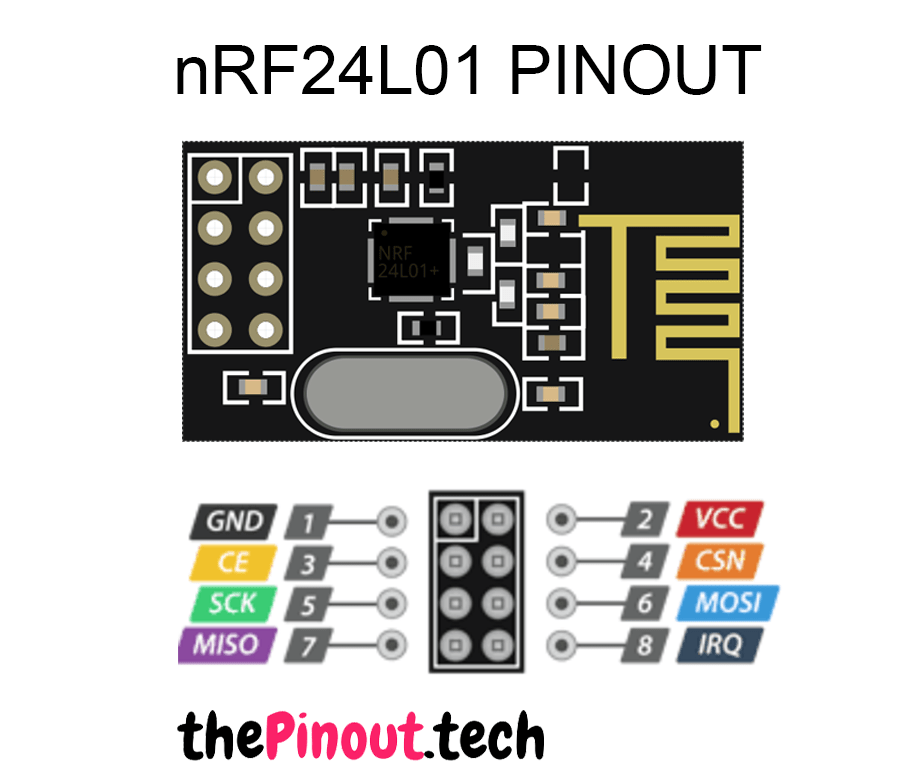 nRF24L01 PINOUT
NRF
24L01+
GND 1 2 VCC
CE 3 4 CSN
SCK 5 6 MOSI
MISO 7 8 IRQ
thePinout.tech